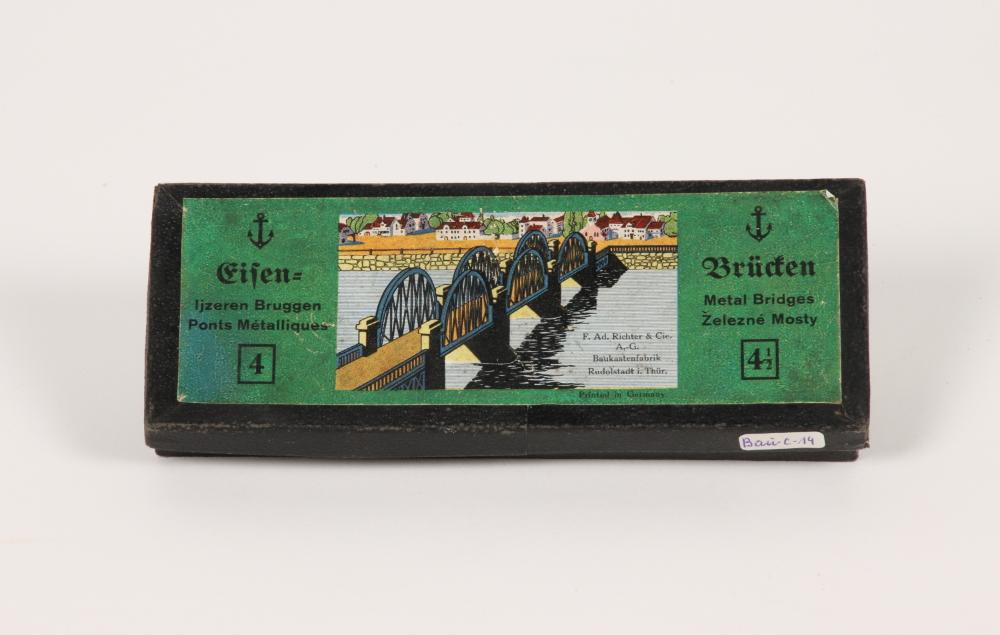 Eisen=
Ijzeren Bruggen
Ponts Métalliques
4
F. Ad. Richter & Cie.
A.-G.
Baukastenfabrik
Rudolstadt i. Thür.
Printed in Germany
Brücken
Metal Bridges
Železné Mosty
4½
Bau-C-14